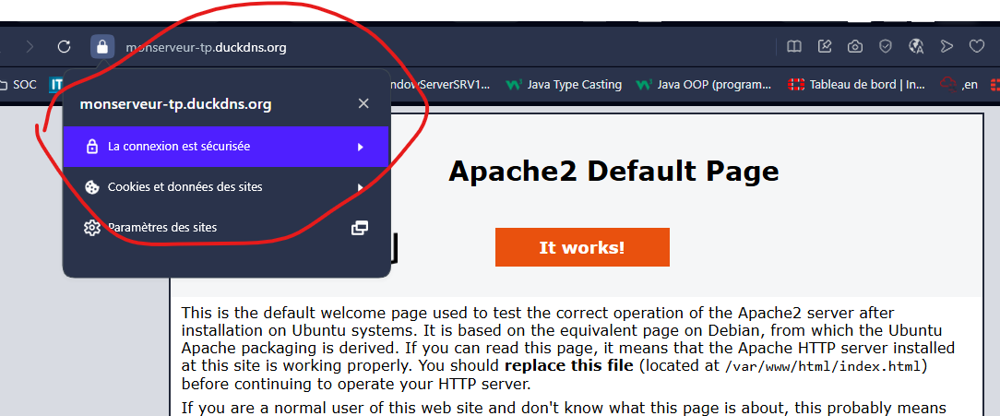 monserveur-tp.duckdns.org
SOC
IT
indowServerSRV1...
Java Type Casting
Java OOP (program...
Tableau de bord | In...
,en
monserveur-tp.duckdns.org
La connexion est sécurisée
Cookies et données des sites
Paramètres des sites
Apache2 Default Page
It works!
This is the default welcome page used to test the correct operation of the Apache2 server after
installation on Ubuntu systems. It is based on the equivalent page on Debian, from which the Ubuntu
Apache packaging is derived. If you can read this page, it means that the Apache HTTP server installed
at this site is working properly. You should replace this file (located at /var/www/html/index.html)
before continuing to operate your HTTP server.
If you are a normal user of this web site and don't know what this page is about, this probably means